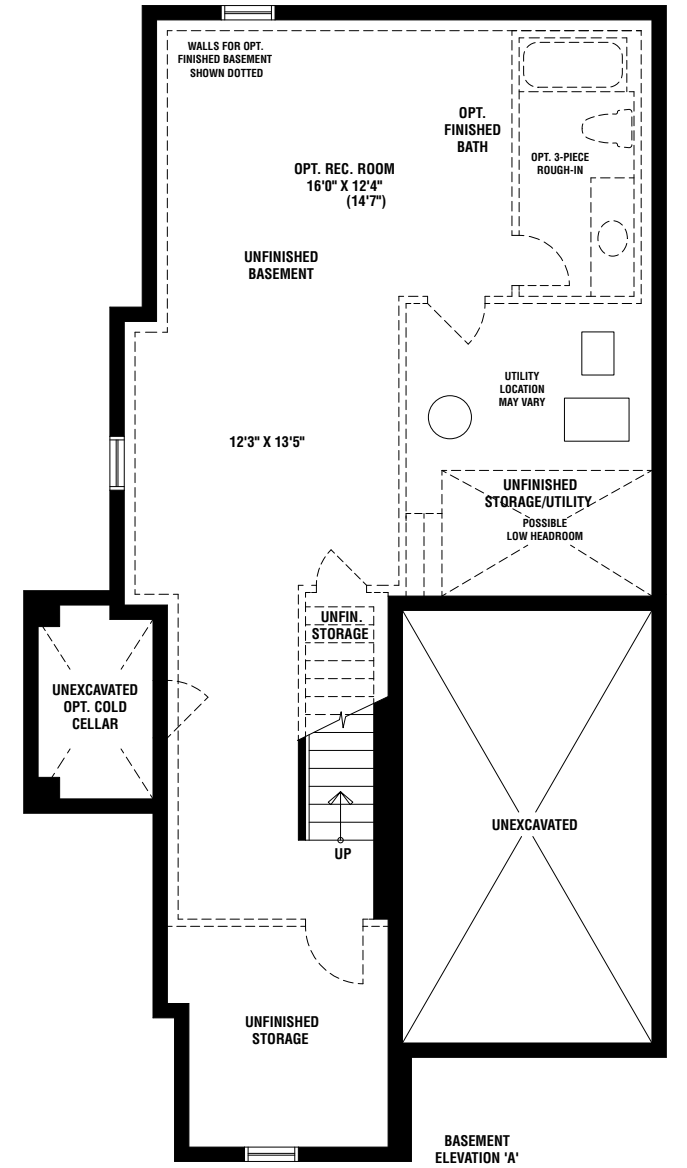 WALLS FOR OPT.
FINISHED BASEMENT
SHOWN DOTTED
OPT.
FINISHED
BATH
OPT. 3-PIECE
ROUGH-IN
OPT. REC. ROOM
16'0" X 12'4"
(14'7")
UNFINISHED
BASEMENT
UTILITY
LOCATION
MAY VARY
12'3" X 13'5"
UNFINISHED
STORAGE/UTILITY
POSSIBLE
LOW HEADROOM
UNFIN.
STORAGE
UNEXCAVATED
OPT. COLD
CELLAR
UNEXCAVATED
UP
UNFINISHED
STORAGE
BASEMENT
ELEVATION 'A'